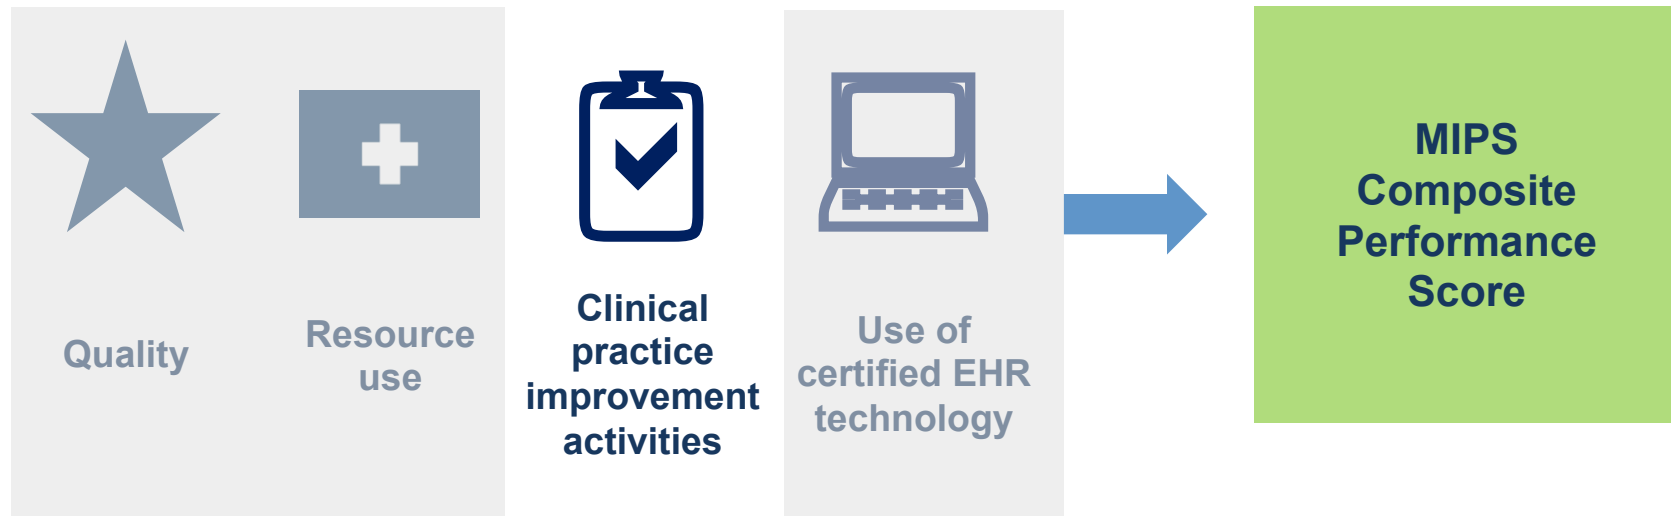 Quality
Resource
use
Clinical
practice
improvement
activities
Use of
certified EHR
technology
MIPS
Composite
Performance
Score